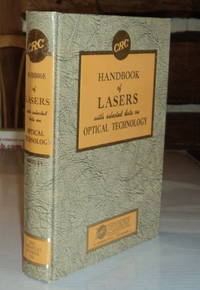 CRC
HANDBOOK
of
LASERS
with selected data on
OPTICAL TECHNOLOGY
CRC
HANDBOOK
of
LASERS
with selected
data on
OPTICAL
TECHNOLOGY